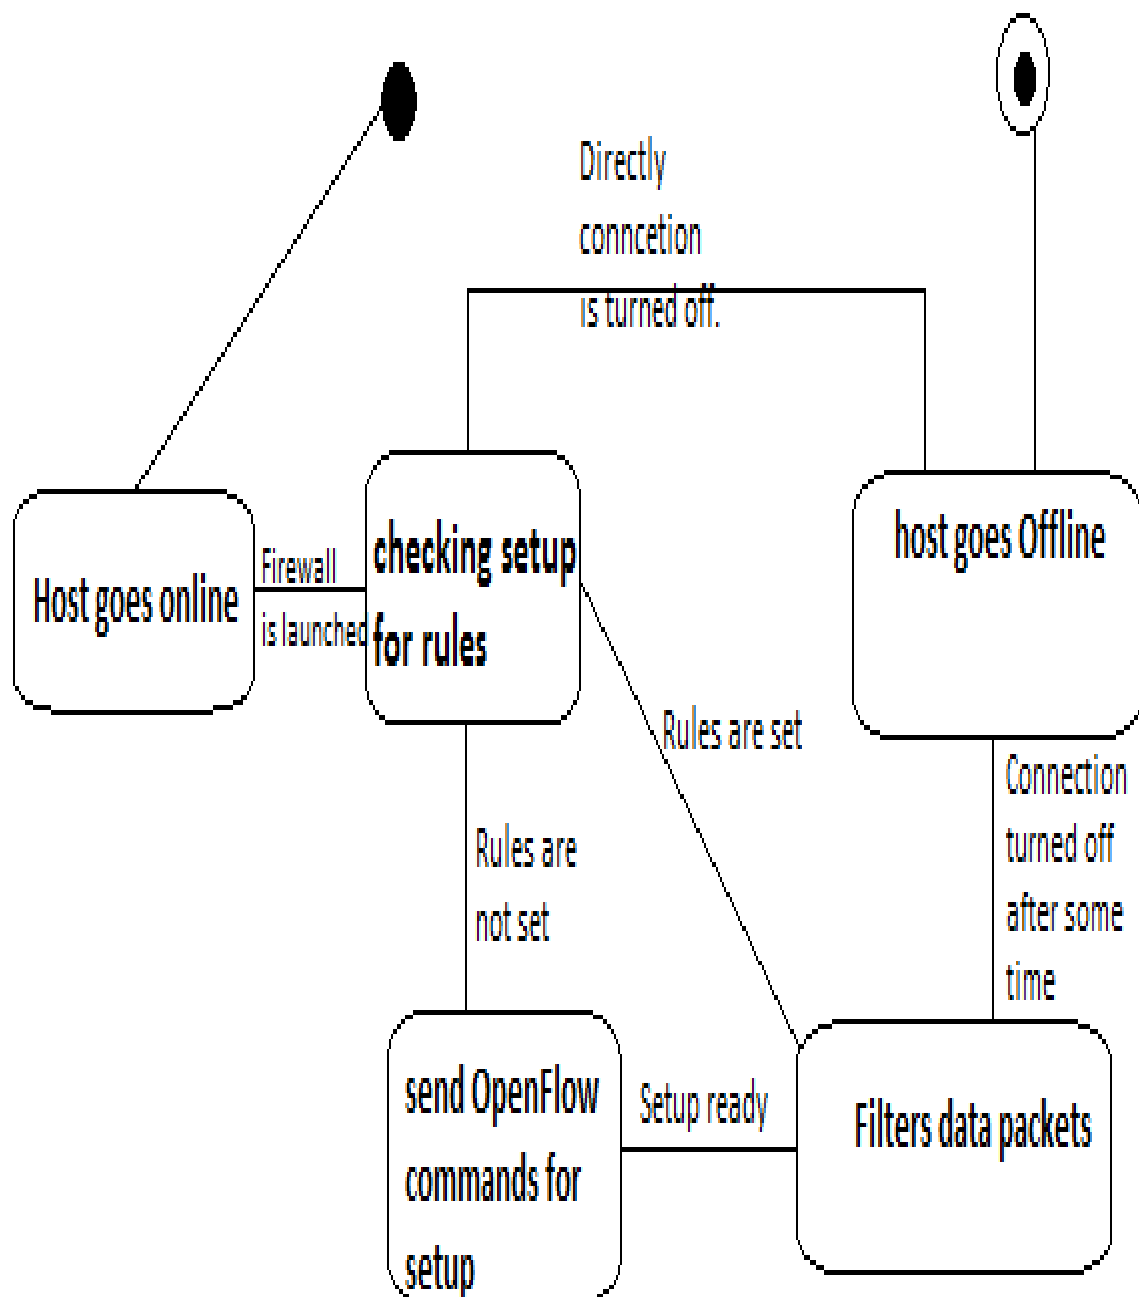 Directly
conncetion
is turned off.
Host goes online
Firewall
is launched
checking setup
for rules
host goes Offline
Rules are set
Connection
turned off
after some
time
Rules are
not set
send OpenFlow
commands for
setup
Setup ready
Filters data packets